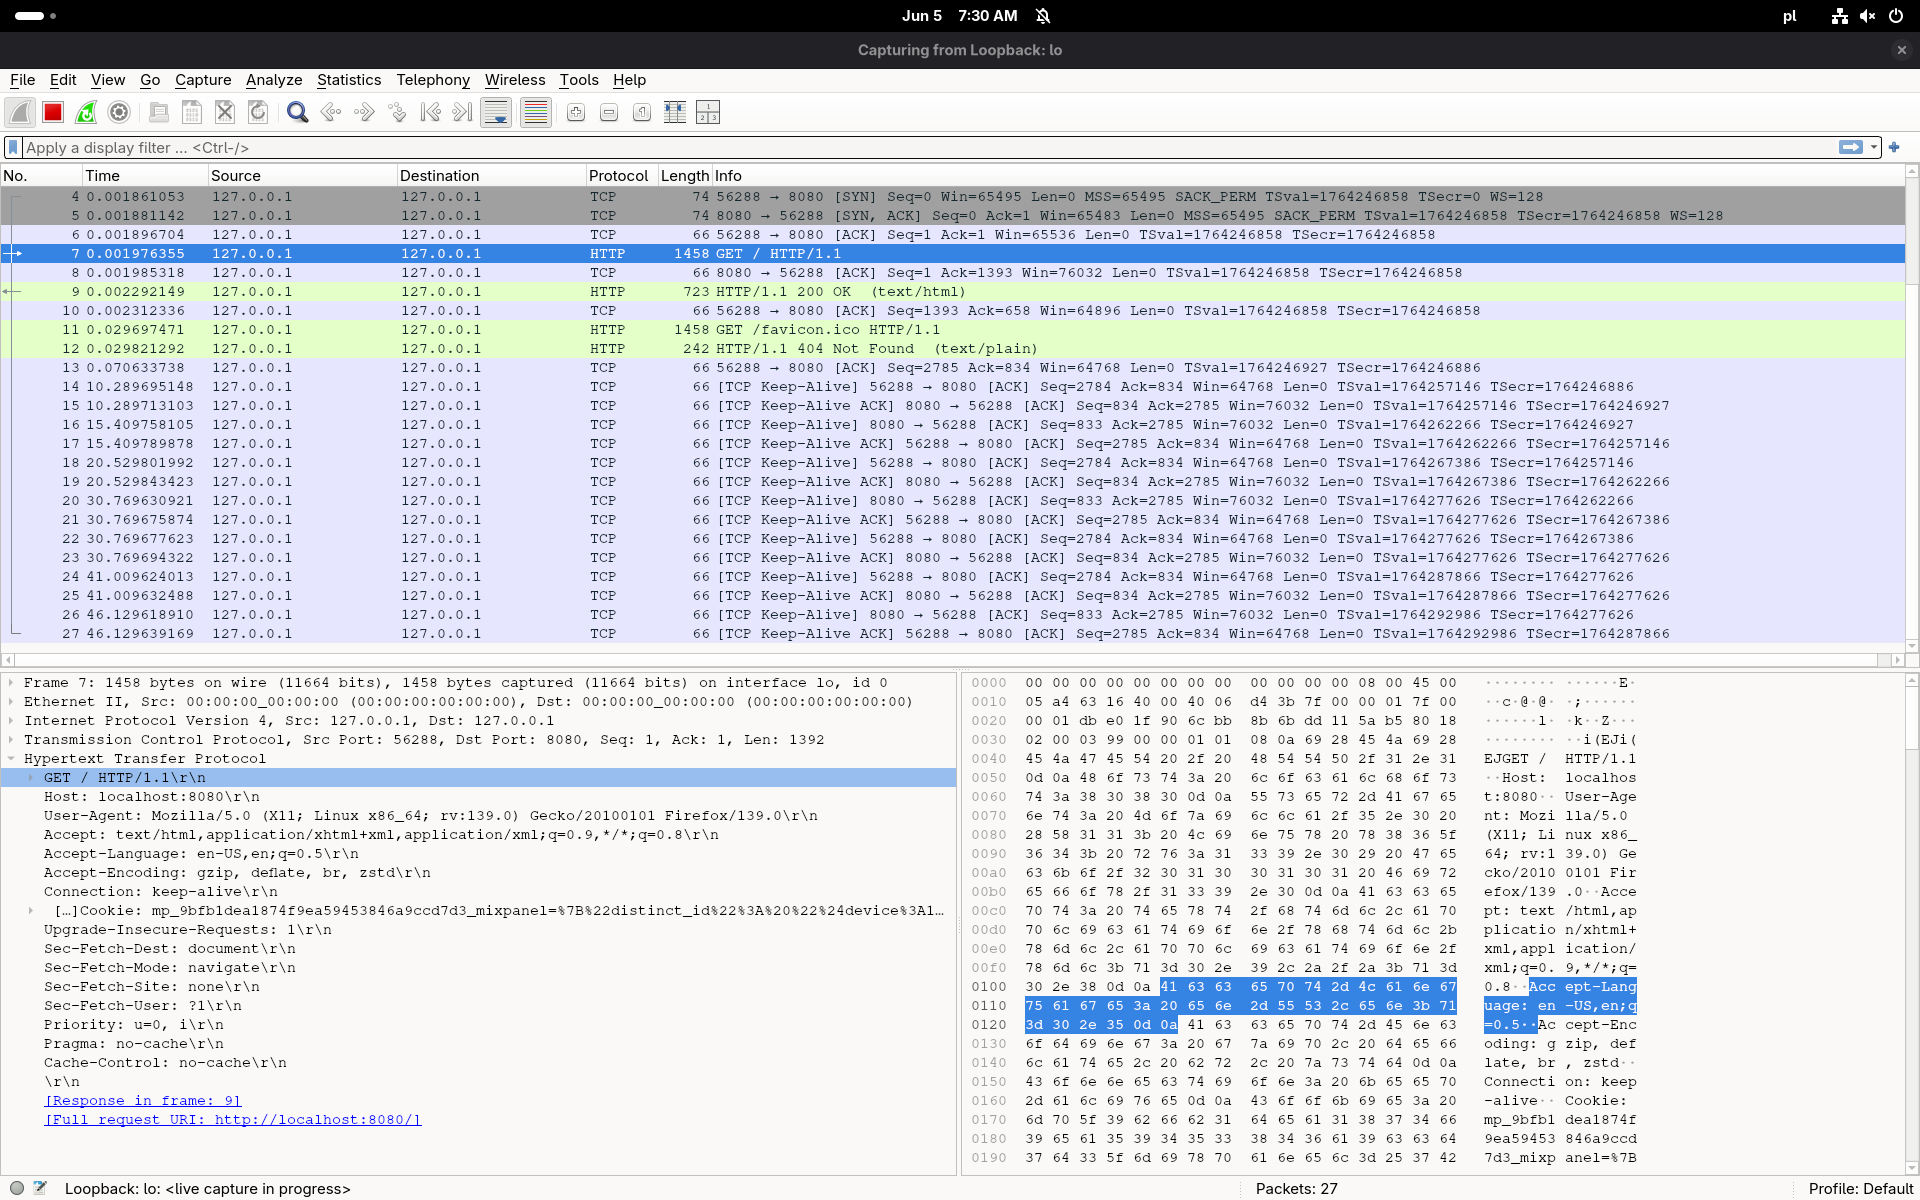 Jun 5 7:30 AM
pl
Capturing from Loopback: lo
File Edit View Go Capture Analyze Statistics Telephony Wireless Tools Help
Apply a display filter ... <Ctrl-/>
No. Time Source Destination Protocol Length Info
4 0.001861053 127.0.0.1 127.0.0.1 TCP 74 56288 → 8080 [SYN] Seq=0 Win=65495 Len=0 MSS=65495 SACK_PERM TSval=1764246858 TSecr=0 WS=128
5 0.001881142 127.0.0.1 127.0.0.1 TCP 74 8080 → 56288 [SYN, ACK] Seq=0 Ack=1 Win=65483 Len=0 MSS=65495 SACK_PERM TSval=1764246858 TSecr=1764246858 WS=128
6 0.001896704 127.0.0.1 127.0.0.1 TCP 66 56288 → 8080 [ACK] Seq=1 Ack=1 Win=65536 Len=0 TSval=1764246858 TSecr=1764246858
7 0.001976355 127.0.0.1 127.0.0.1 HTTP 1458 GET / HTTP/1.1
8 0.001985318 127.0.0.1 127.0.0.1 TCP 66 8080 → 56288 [ACK] Seq=1 Ack=1393 Win=76032 Len=0 TSval=1764246858 TSecr=1764246858
9 0.002292149 127.0.0.1 127.0.0.1 HTTP 723 HTTP/1.1 200 OK (text/html)
10 0.002312336 127.0.0.1 127.0.0.1 TCP 66 56288 → 8080 [ACK] Seq=1393 Ack=658 Win=64896 Len=0 TSval=1764246858 TSecr=1764246858
11 0.029697471 127.0.0.1 127.0.0.1 HTTP 1458 GET /favicon.ico HTTP/1.1
12 0.029821292 127.0.0.1 127.0.0.1 HTTP 242 HTTP/1.1 404 Not Found (text/plain)
13 0.070633738 127.0.0.1 127.0.0.1 TCP 66 56288 → 8080 [ACK] Seq=2785 Ack=834 Win=64768 Len=0 TSval=1764246927 TSecr=1764246886
14 10.289695148 127.0.0.1 127.0.0.1 TCP 66 [TCP Keep-Alive] 56288 → 8080 [ACK] Seq=2784 Ack=834 Win=64768 Len=0 TSval=1764257146 TSecr=1764246886
15 10.289713103 127.0.0.1 127.0.0.1 TCP 66 [TCP Keep-Alive ACK] 8080 → 56288 [ACK] Seq=834 Ack=2785 Win=76032 Len=0 TSval=1764257146 TSecr=1764246927
16 15.409758105 127.0.0.1 127.0.0.1 TCP 66 [TCP Keep-Alive] 8080 → 56288 [ACK] Seq=833 Ack=2785 Win=76032 Len=0 TSval=1764262266 TSecr=1764246927
17 15.409789878 127.0.0.1 127.0.0.1 TCP 66 [TCP Keep-Alive ACK] 56288 → 8080 [ACK] Seq=2785 Ack=834 Win=64768 Len=0 TSval=1764262266 TSecr=1764257146
18 20.529801992 127.0.0.1 127.0.0.1 TCP 66 [TCP Keep-Alive] 56288 → 8080 [ACK] Seq=2784 Ack=834 Win=64768 Len=0 TSval=1764267386 TSecr=1764257146
19 20.529843423 127.0.0.1 127.0.0.1 TCP 66 [TCP Keep-Alive ACK] 8080 → 56288 [ACK] Seq=834 Ack=2785 Win=76032 Len=0 TSval=1764267386 TSecr=1764262266
20 30.769630921 127.0.0.1 127.0.0.1 TCP 66 [TCP Keep-Alive] 8080 → 56288 [ACK] Seq=833 Ack=2785 Win=76032 Len=0 TSval=1764277626 TSecr=1764262266
21 30.769675874 127.0.0.1 127.0.0.1 TCP 66 [TCP Keep-Alive ACK] 56288 → 8080 [ACK] Seq=2785 Ack=834 Win=64768 Len=0 TSval=1764277626 TSecr=1764267386
22 30.769677623 127.0.0.1 127.0.0.1 TCP 66 [TCP Keep-Alive] 56288 → 8080 [ACK] Seq=2784 Ack=834 Win=64768 Len=0 TSval=1764277626 TSecr=1764267386
23 30.769694322 127.0.0.1 127.0.0.1 TCP 66 [TCP Keep-Alive ACK] 8080 → 56288 [ACK] Seq=834 Ack=2785 Win=76032 Len=0 TSval=1764277626 TSecr=1764277626
24 41.009624013 127.0.0.1 127.0.0.1 TCP 66 [TCP Keep-Alive] 56288 → 8080 [ACK] Seq=2784 Ack=834 Win=64768 Len=0 TSval=1764287866 TSecr=1764277626
25 41.009632488 127.0.0.1 127.0.0.1 TCP 66 [TCP Keep-Alive ACK] 8080 → 56288 [ACK] Seq=834 Ack=2785 Win=76032 Len=0 TSval=1764287866 TSecr=1764277626
26 46.129618910 127.0.0.1 127.0.0.1 TCP 66 [TCP Keep-Alive] 8080 → 56288 [ACK] Seq=833 Ack=2785 Win=76032 Len=0 TSval=1764292986 TSecr=1764277626
27 46.129639169 127.0.0.1 127.0.0.1 TCP 66 [TCP Keep-Alive ACK] 56288 → 8080 [ACK] Seq=2785 Ack=834 Win=64768 Len=0 TSval=1764292986 TSecr=1764287866
Frame 7: 1458 bytes on wire (11664 bits), 1458 bytes captured (11664 bits) on interface lo, id 0
Ethernet II, Src: 00:00:00_00:00:00 (00:00:00:00:00:00), Dst: 00:00:00_00:00:00 (00:00:00:00:00:00)
Internet Protocol Version 4, Src: 127.0.0.1, Dst: 127.0.0.1
Transmission Control Protocol, Src Port: 56288, Dst Port: 8080, Seq: 1, Ack: 1, Len: 1392
Hypertext Transfer Protocol
GET / HTTP/1.1\r\n
Host: localhost:8080\r\n
User-Agent: Mozilla/5.0 (X11; Linux x86_64; rv:139.0) Gecko/20100101 Firefox/139.0\r\n
Accept: text/html,application/xhtml+xml,application/xml;q=0.9,*/*;q=0.8\r\n
Accept-Language: en-US,en;q=0.5\r\n
Accept-Encoding: gzip, deflate, br, zstd\r\n
Connection: keep-alive\r\n
[…]Cookie: mp_9bfb1dea1874f9ea59453846a9ccd7d3_mixpanel=%7B%22distinct_id%22%3A%20%22%24device%3A1…
Upgrade-Insecure-Requests: 1\r\n
Sec-Fetch-Dest: document\r\n
Sec-Fetch-Mode: navigate\r\n
Sec-Fetch-Site: none\r\n
Sec-Fetch-User: ?1\r\n
Priority: u=0, i\r\n
Pragma: no-cache\r\n
Cache-Control: no-cache\r\n
\r\n
[Response in frame: 9]
[Full request URI: http://localhost:8080/]
0000 00 00 00 00 00 00 00 00 00 00 00 00 08 00 45 00 ········ ······E·
0010 05 a4 63 16 40 00 40 06 d4 3b 7f 00 00 01 7f 00 ··c·@·@· ·;······
0020 00 01 db e0 1f 90 6c bb 8b 6b dd 11 5a b5 80 18 ······l· ·k··Z···
0030 02 00 03 99 00 00 01 01 08 0a 69 28 45 4a 69 28 ········ ··i(EJi(
0040 45 4a 47 45 54 20 2f 20 48 54 54 50 2f 31 2e 31 EJGET / HTTP/1.1
0050 0d 0a 48 6f 73 74 3a 20 6c 6f 63 61 6c 68 6f 73 ··Host: localhos
0060 74 3a 38 30 38 30 0d 0a 55 73 65 72 2d 41 67 65 t:8080·· User-Age
0070 6e 74 3a 20 4d 6f 7a 69 6c 6c 61 2f 35 2e 30 20 nt: Mozi lla/5.0
0080 28 58 31 31 3b 20 4c 69 6e 75 78 20 78 38 36 5f (X11; Li nux x86_
0090 36 34 3b 20 72 76 3a 31 33 39 2e 30 29 20 47 65 64; rv:1 39.0) Ge
00a0 63 6b 6f 2f 32 30 31 30 30 31 30 31 20 46 69 72 cko/2010 0101 Fir
00b0 65 66 6f 78 2f 31 33 39 2e 30 0d 0a 41 63 63 65 efox/139 .0··Acce
00c0 70 74 3a 20 74 65 78 74 2f 68 74 6d 6c 2c 61 70 pt: text /html,ap
00d0 70 6c 69 63 61 74 69 6f 6e 2f 78 68 74 6d 6c 2b plicatio n/xhtml+
00e0 78 6d 6c 2c 61 70 70 6c 69 63 61 74 69 6f 6e 2f xml,appl ication/
00f0 78 6d 6c 3b 71 3d 30 2e 39 2c 2a 2f 2a 3b 71 3d xml;q=0. 9,*/*;q=
0100 30 2e 38 0d 0a 41 63 63 65 70 74 2d 4c 61 6e 67 0.8··Acc ept-Lang
0110 75 61 67 65 3a 20 65 6e 2d 55 53 2c 65 6e 3b 71 uage: en -US,en;q
0120 3d 30 2e 35 0d 0a 41 63 63 65 70 74 2d 45 6e 63 =0.5··Ac cept-Enc
0130 6f 64 69 6e 67 3a 20 67 7a 69 70 2c 20 64 65 66 oding: g zip, def
0140 6c 61 74 65 2c 20 62 72 2c 20 7a 73 74 64 0d 0a late, br , zstd··
0150 43 6f 6e 6e 65 63 74 69 6f 6e 3a 20 6b 65 65 70 Connecti on: keep
0160 2d 61 6c 69 76 65 0d 0a 43 6f 6f 6b 69 65 3a 20 -alive·· Cookie:
0170 6d 70 5f 39 62 66 62 31 64 65 61 31 38 37 34 66 mp_9bfb1 dea1874f
0180 39 65 61 35 39 34 35 33 38 34 36 61 39 63 63 64 9ea59453 846a9ccd
0190 37 64 33 5f 6d 69 78 70 61 6e 65 6c 3d 25 37 42 7d3_mixp anel=%7B
Loopback: lo: <live capture in progress> Packets: 27 Profile: Default